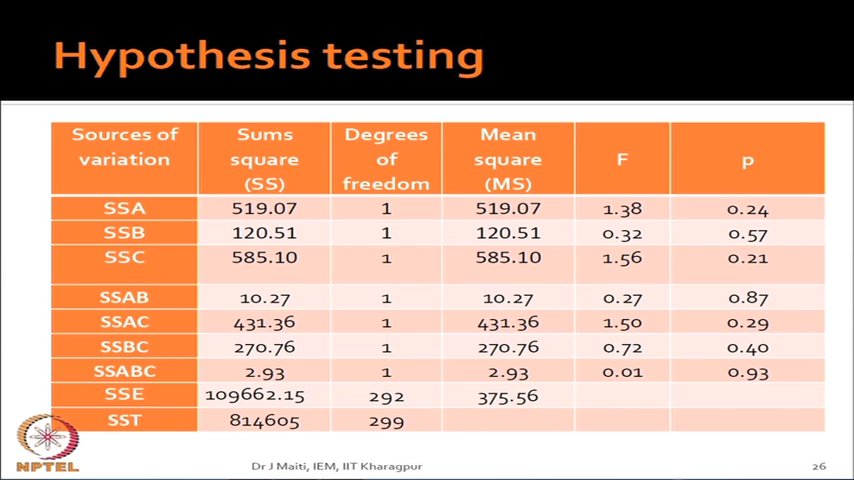 Hypothesis testing
Sources of variation Sums square (SS) Degrees of freedom Mean square (MS) F p
SSA 519.07 1 519.07 1.38 0.24
SSB 120.51 1 120.51 0.32 0.57
SSC 585.10 1 585.10 1.56 0.21
SSAB 10.27 1 10.27 0.27 0.87
SSAC 431.36 1 431.36 1.50 0.29
SSBC 270.76 1 270.76 0.72 0.40
SSABC 2.93 1 2.93 0.01 0.93
SSE 109662.15 292 375.56
SST 814605 299
NPTEL
Dr J Maiti, IEM, IIT Kharagpur 26